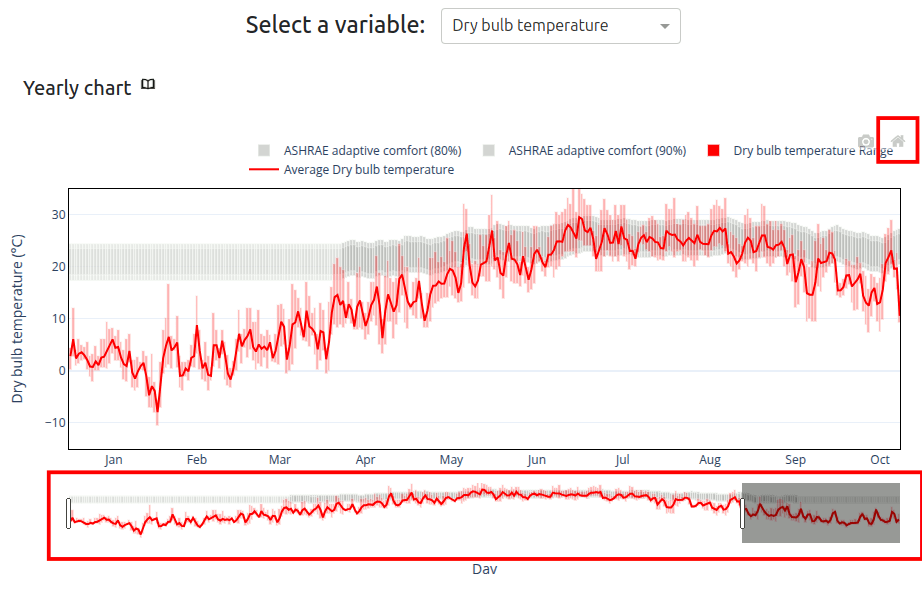 Select a variable: Dry bulb temperature
Yearly chart
ASHRAE adaptive comfort (80%) ASHRAE adaptive comfort (90%) Dry bulb temperature Range
Average Dry bulb temperature
Dry bulb temperature (°C)
30
20
10
0
−10
Jan Feb Mar Apr May Jun Jul Aug Sep Oct
Day